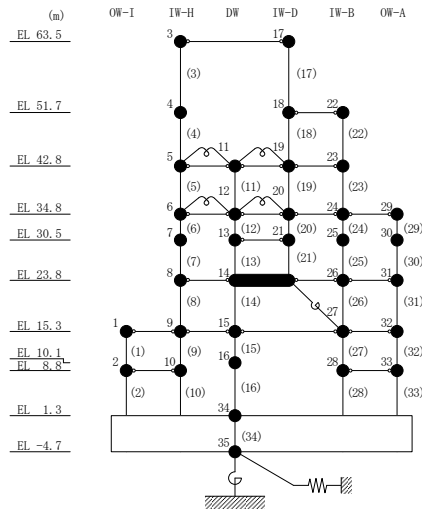 (m) OW-I IW-H DW IW-D IW-B OW-A
EL 63.5 3 17
(3) (17)
EL 51.7 4 18 22
(4) (18) (22)
EL 42.8 5 11 19 23
(5) (11) (19) (23)
EL 34.8 6 12 20 24 29
(6) (12) (20) (24) (29)
EL 30.5 7 13 21 25 30
(7) (13) (21) (25) (30)
EL 23.8 8 14 26 31
(8) (14) (26) (31)
EL 15.3 1 9 15 27 32
(1) (9) (15) (27) (32)
EL 10.1 16
EL 8.8 2 10 28 33
(2) (10) (16) (28) (33)
EL 1.3 34
EL -4.7 35 (34)